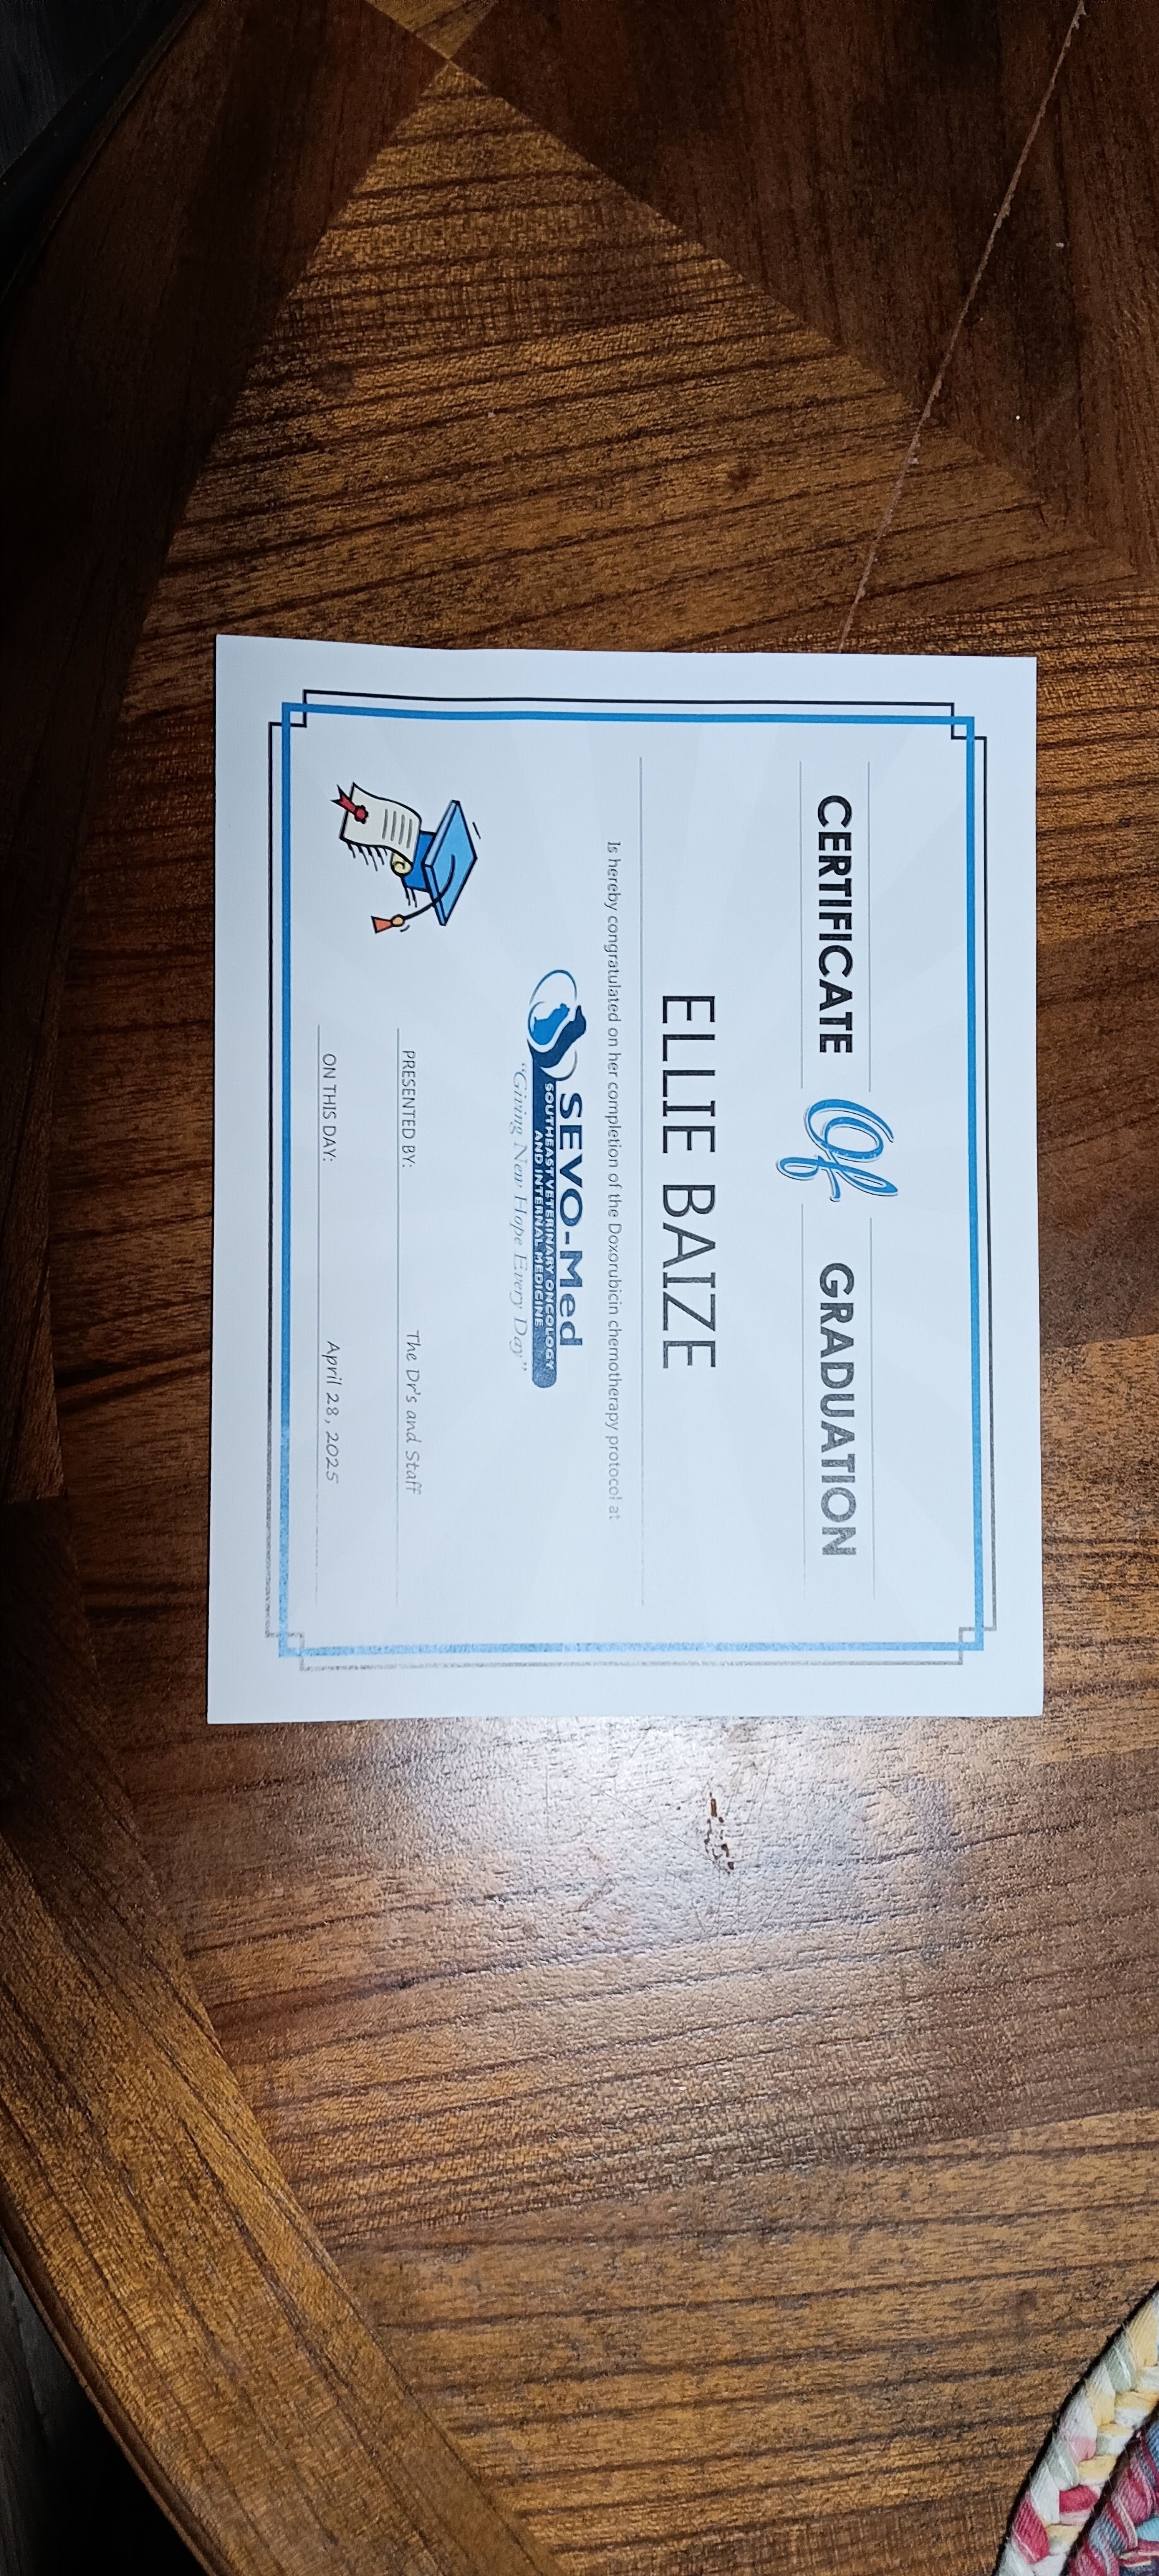 CERTIFICATE Of GRADUATION
ELLIE BAIZE
Is hereby congratulated on her completion of the Doxorubicin chemotherapy protocol at
SEVO-Med
SOUTHEAST VETERINARY ONCOLOGY
AND INTERNAL MEDICINE
"Giving New Hope Every Day"
PRESENTED BY: The Dr's and Staff
ON THIS DAY: April 28, 2025